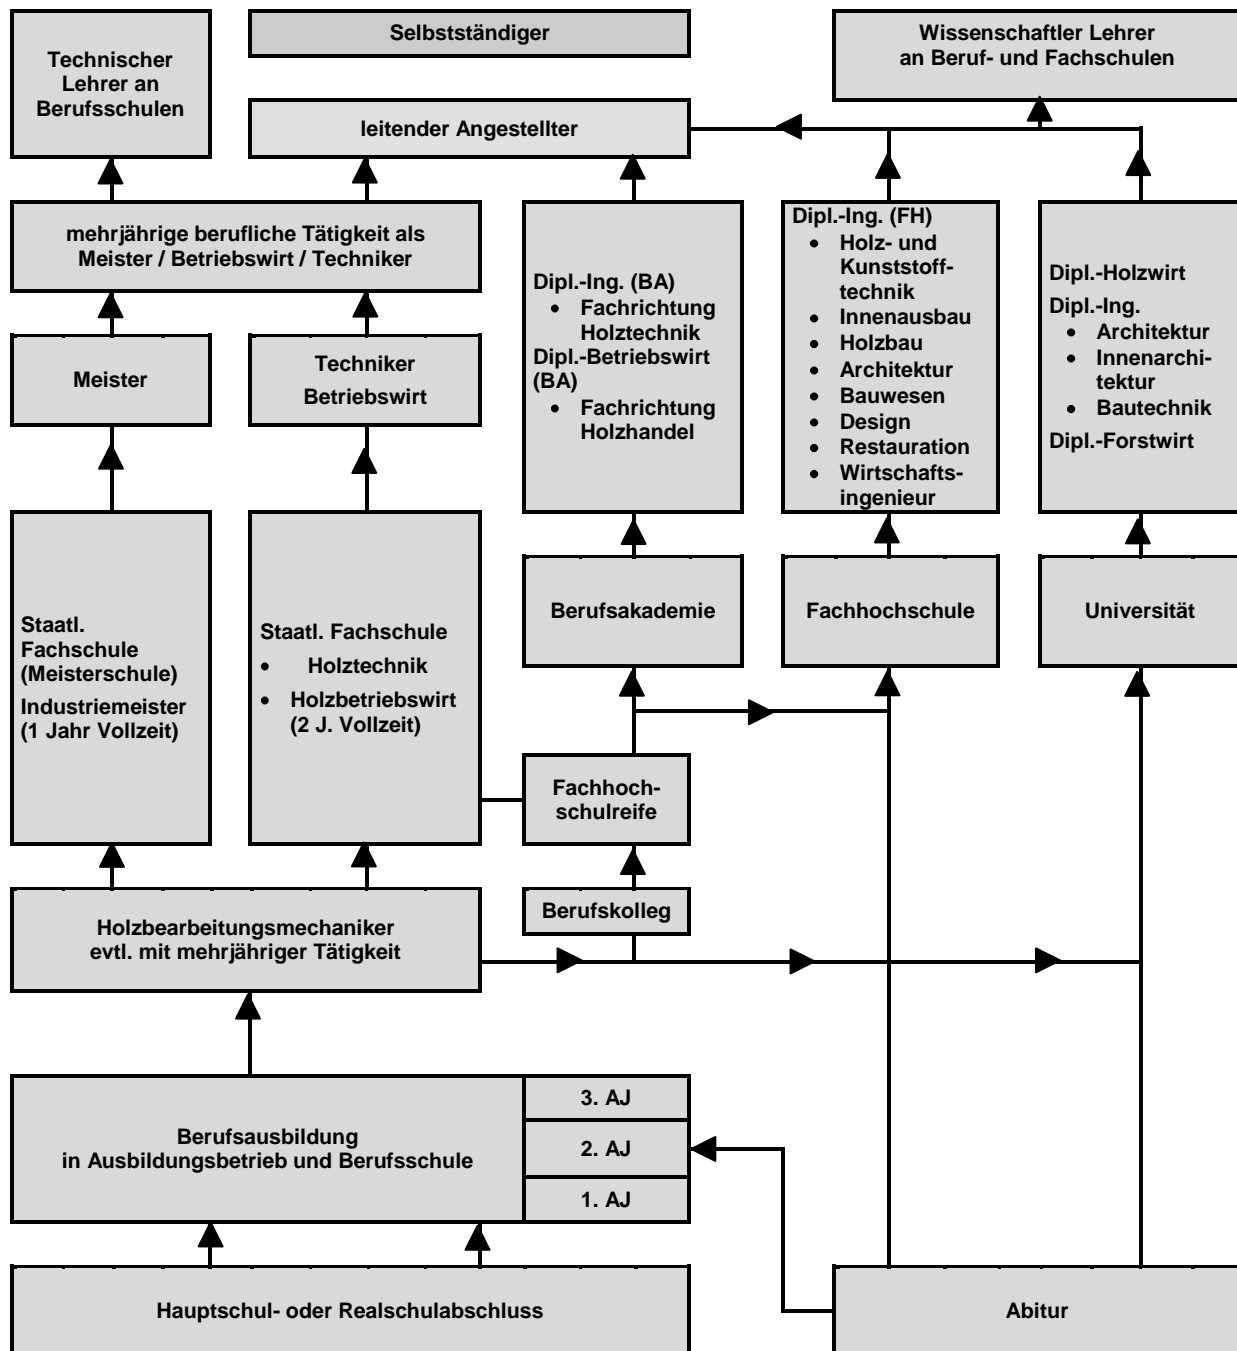 Technischer
Lehrer an
Berufsschulen
Selbstständiger
Wissenschaftler Lehrer
an Beruf- und Fachschulen
leitender Angestellter
mehrjährige berufliche Tätigkeit als
Meister / Betriebswirt / Techniker
Meister
Techniker
Betriebswirt
Dipl.-Ing. (BA)
• Fachrichtung
Holztechnik
Dipl.-Betriebswirt
(BA)
• Fachrichtung
Holzhandel
Dipl.-Ing. (FH)
• Holz- und
Kunststoff-
technik
• Innenausbau
• Holzbau
• Architektur
• Bauwesen
• Design
• Restauration
• Wirtschafts-
ingenieur
Dipl.-Holzwirt
Dipl.-Ing.
• Architektur
• Innenarchi-
tektur
• Bautechnik
Dipl.-Forstwirt
Staatl.
Fachschule
(Meisterschule)
Industriemeister
(1 Jahr Vollzeit)
Staatl. Fachschule
• Holztechnik
• Holzbetriebswirt
(2 J. Vollzeit)
Berufsakademie
Fachhochschule
Universität
Fachhoch-
schulreife
Berufskolleg
Holzbearbeitungsmechaniker
evtl. mit mehrjähriger Tätigkeit
Berufsausbildung
in Ausbildungsbetrieb und Berufsschule
3. AJ
2. AJ
1. AJ
Hauptschul- oder Realschulabschluss
Abitur